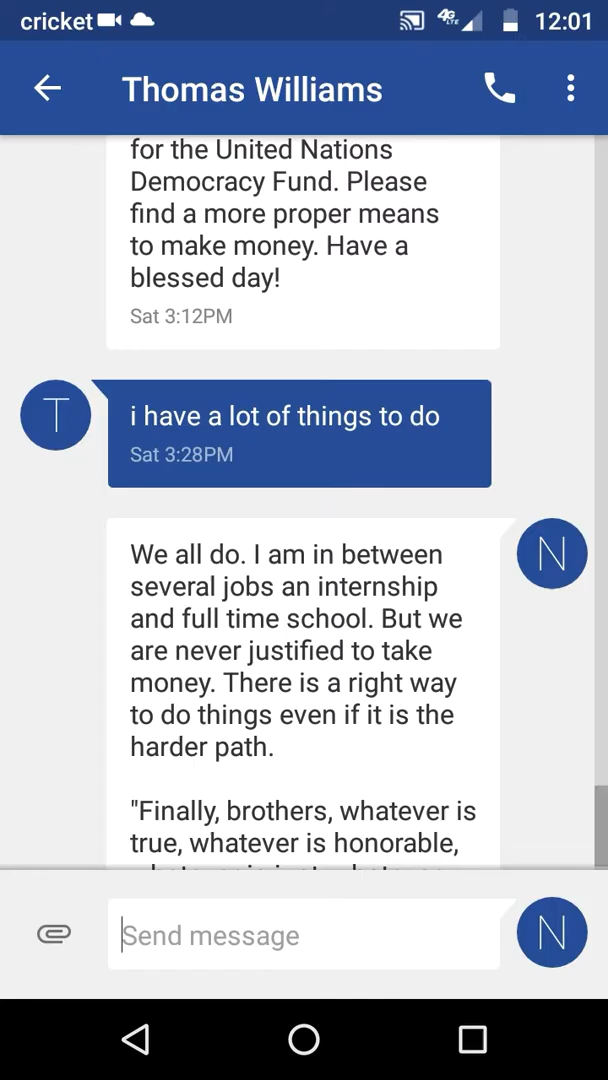 cricket 4G LTE 12:01
Thomas Williams
for the United Nations
Democracy Fund. Please
find a more proper means
to make money. Have a
blessed day!
Sat 3:12PM
T
i have a lot of things to do
Sat 3:28PM
N
We all do. I am in between
several jobs an internship
and full time school. But we
are never justified to take
money. There is a right way
to do things even if it is the
harder path.
"Finally, brothers, whatever is
true, whatever is honorable,
Send message
N